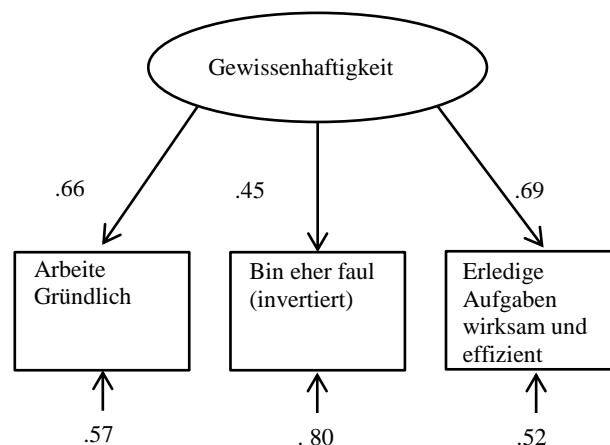 Gewissenhaftigkeit
.66
.45
.69
Arbeite
Gründlich
Bin eher faul
(invertiert)
Erledige
Aufgaben
wirksam und
effizient
.57
. 80
.52